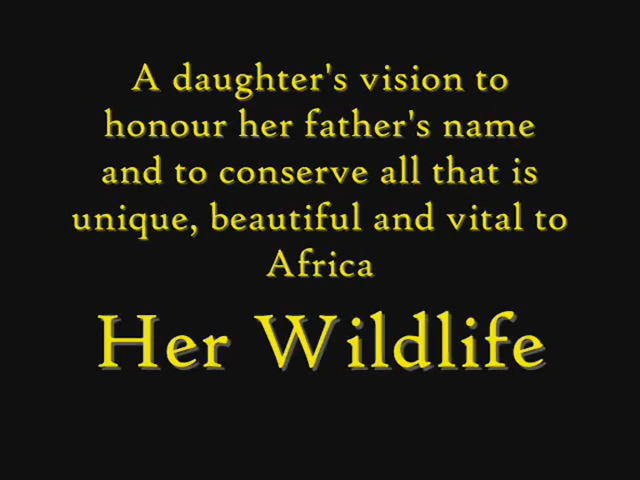 A daughter's vision to
honour her father's name
and to conserve all that is
unique, beautiful and vital to
Africa
Her Wildlife